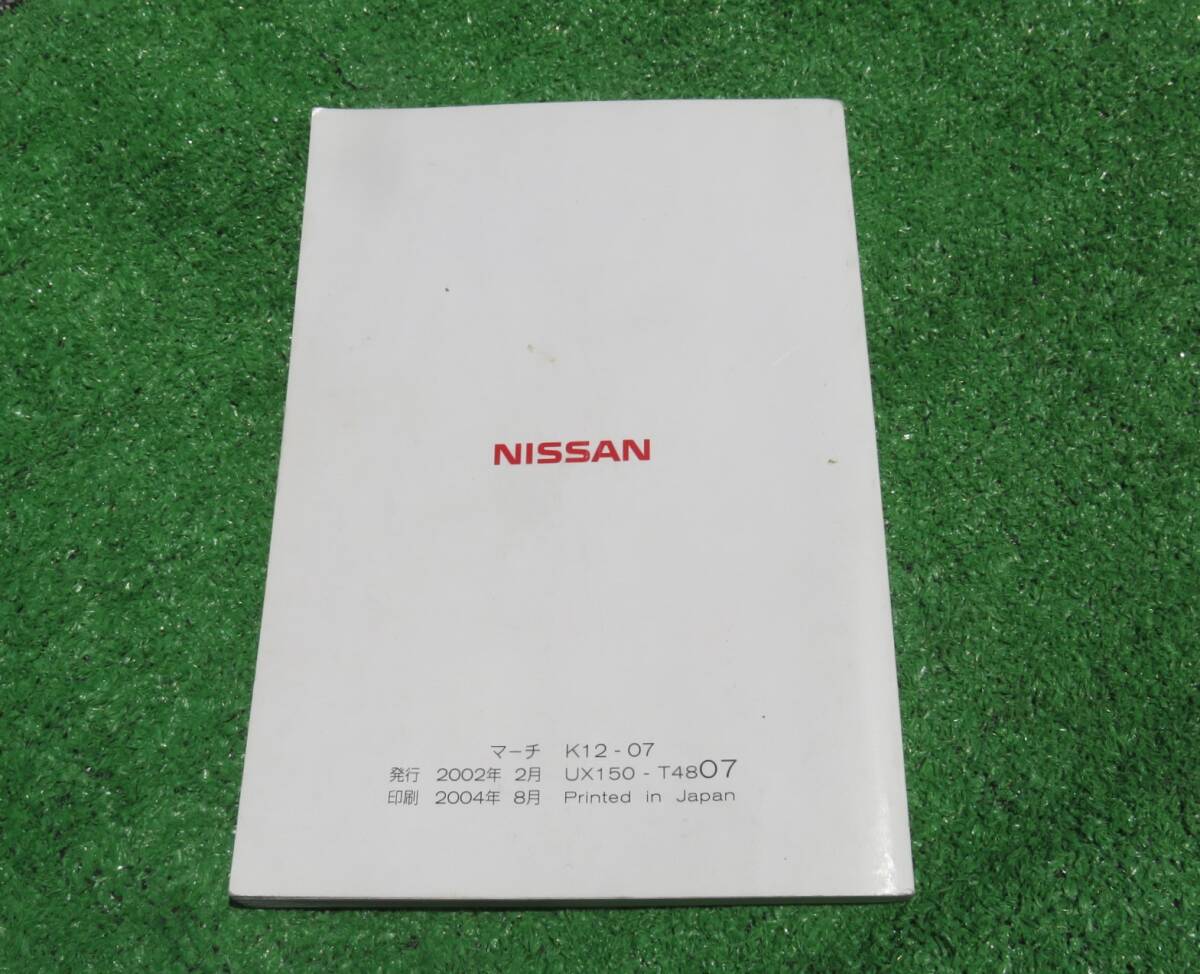 NISSAN
マーチ K12-07
発行 2002年 2月 UX150-T4807
印刷 2004年 8月 Printed in Japan